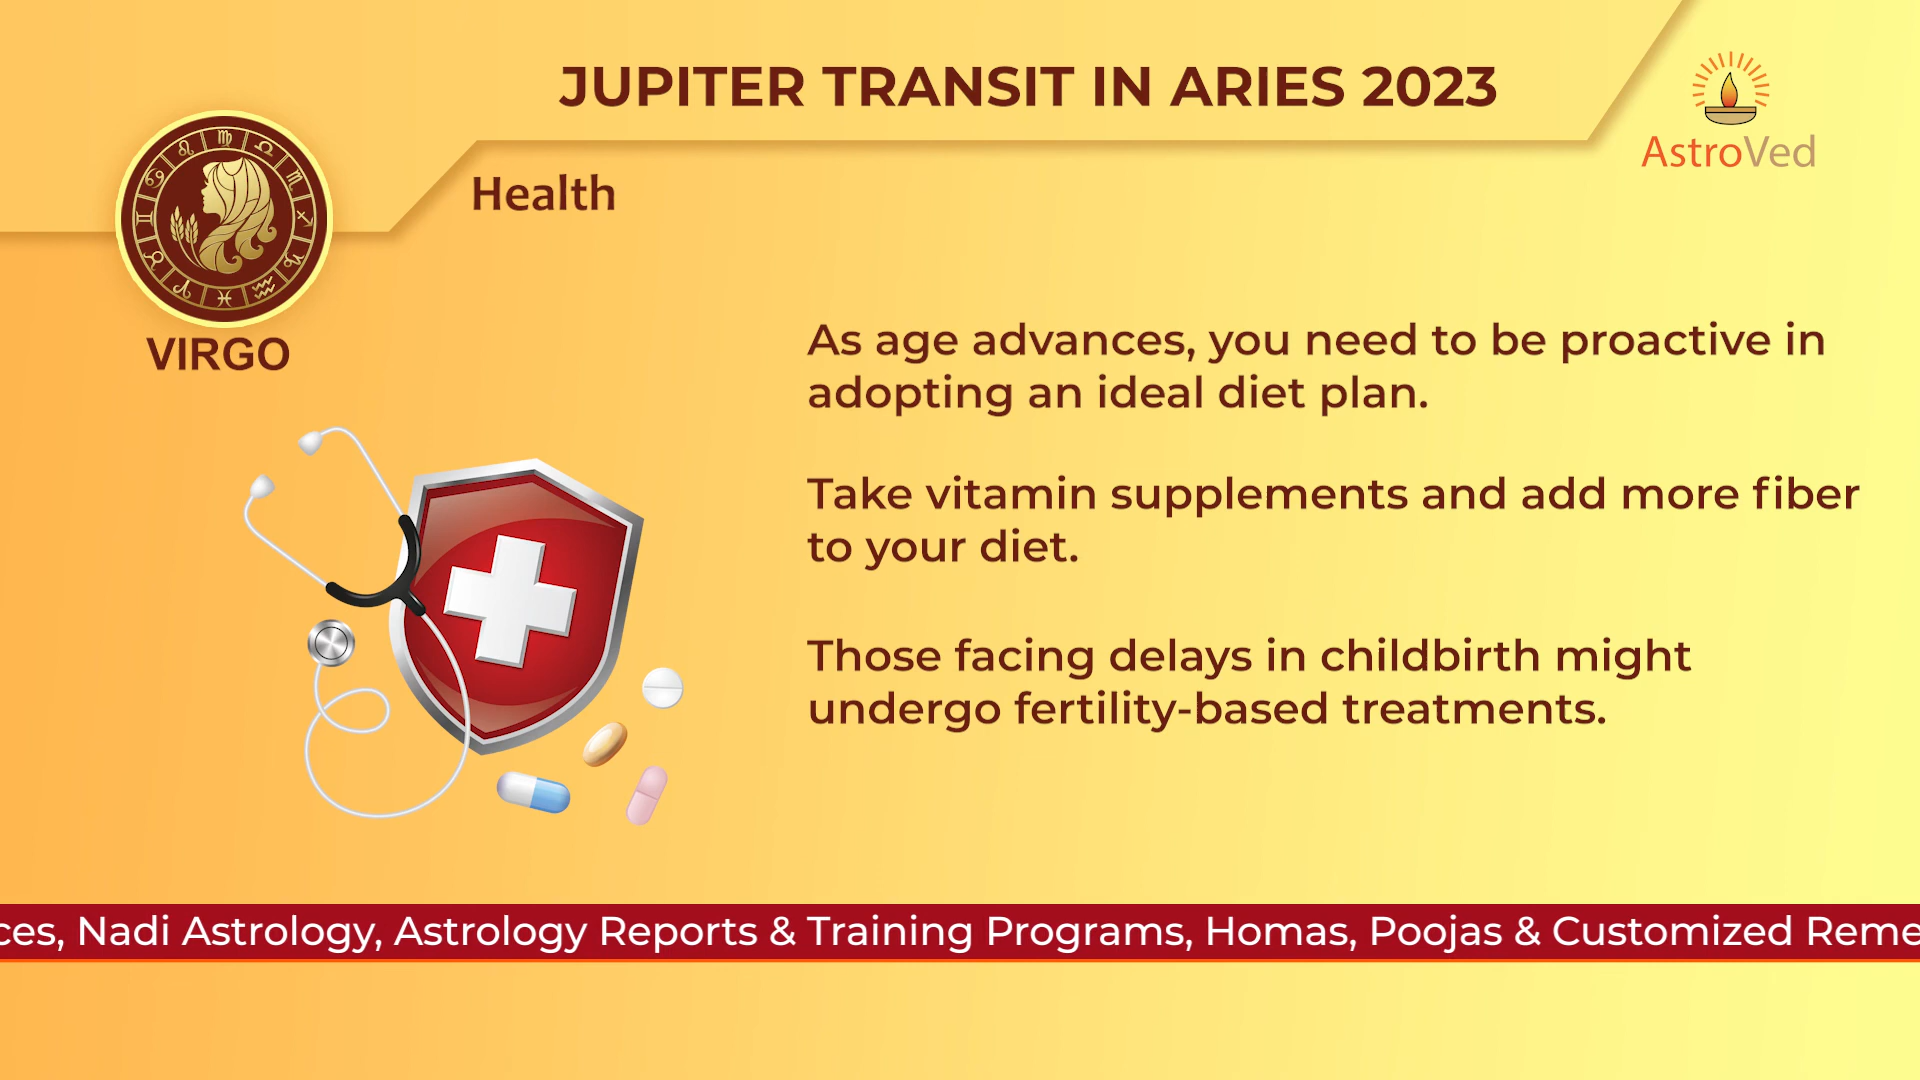 JUPITER TRANSIT IN ARIES 2023
AstroVed
Health
VIRGO
As age advances, you need to be proactive in
adopting an ideal diet plan.
Take vitamin supplements and add more fiber
to your diet.
Those facing delays in childbirth might
undergo fertility-based treatments.
Nadi Astrology, Astrology Reports & Training Programs, Homas, Poojas & Customized